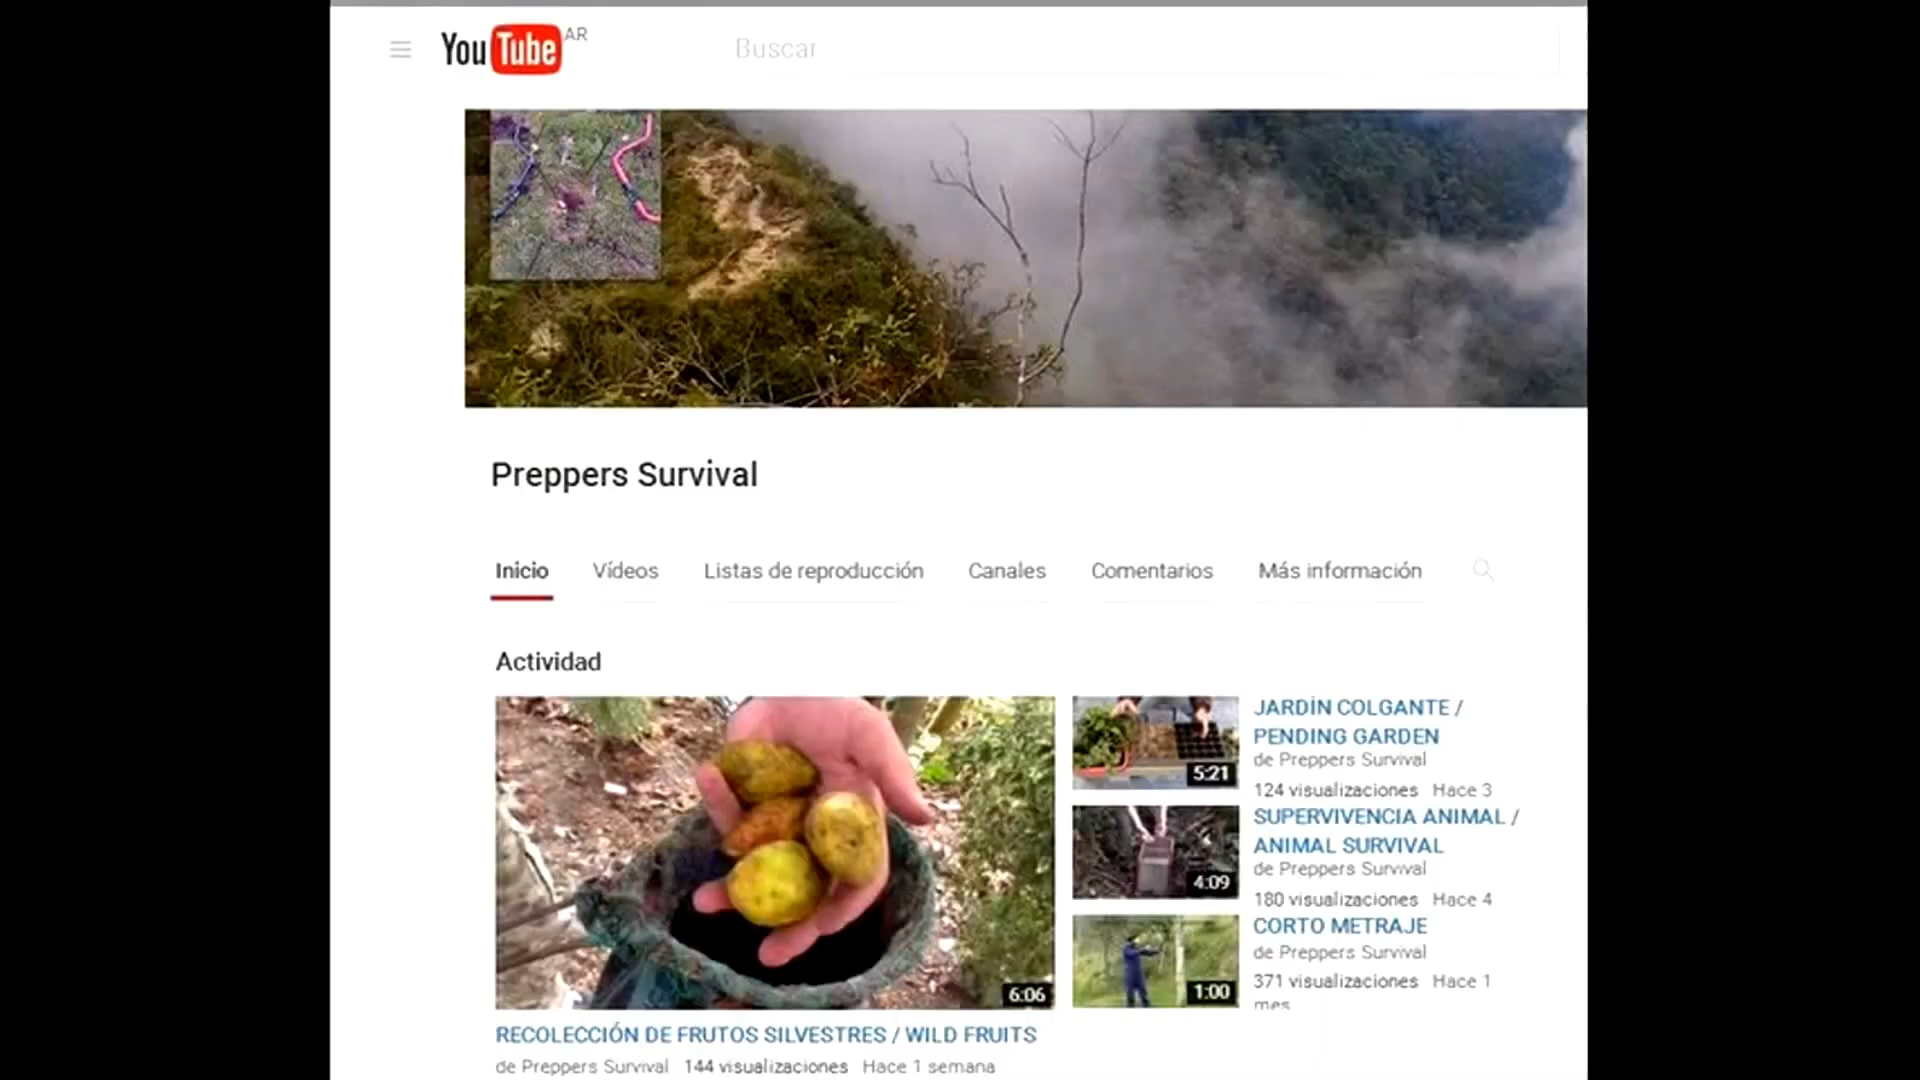 YouTube AR
Buscar
Preppers Survival
Inicio Vídeos Listas de reproducción Canales Comentarios Más información
Actividad
6:06
RECOLECCIÓN DE FRUTOS SILVESTRES / WILD FRUITS
de Preppers Survival 144 visualizaciones Hace 1 semana
5:21
JARDÍN COLGANTE /
PENDING GARDEN
de Preppers Survival
124 visualizaciones Hace 3
4:09
SUPERVIVENCIA ANIMAL /
ANIMAL SURVIVAL
de Preppers Survival
180 visualizaciones Hace 4
1:00
CORTO METRAJE
de Preppers Survival
371 visualizaciones Hace 1
mes